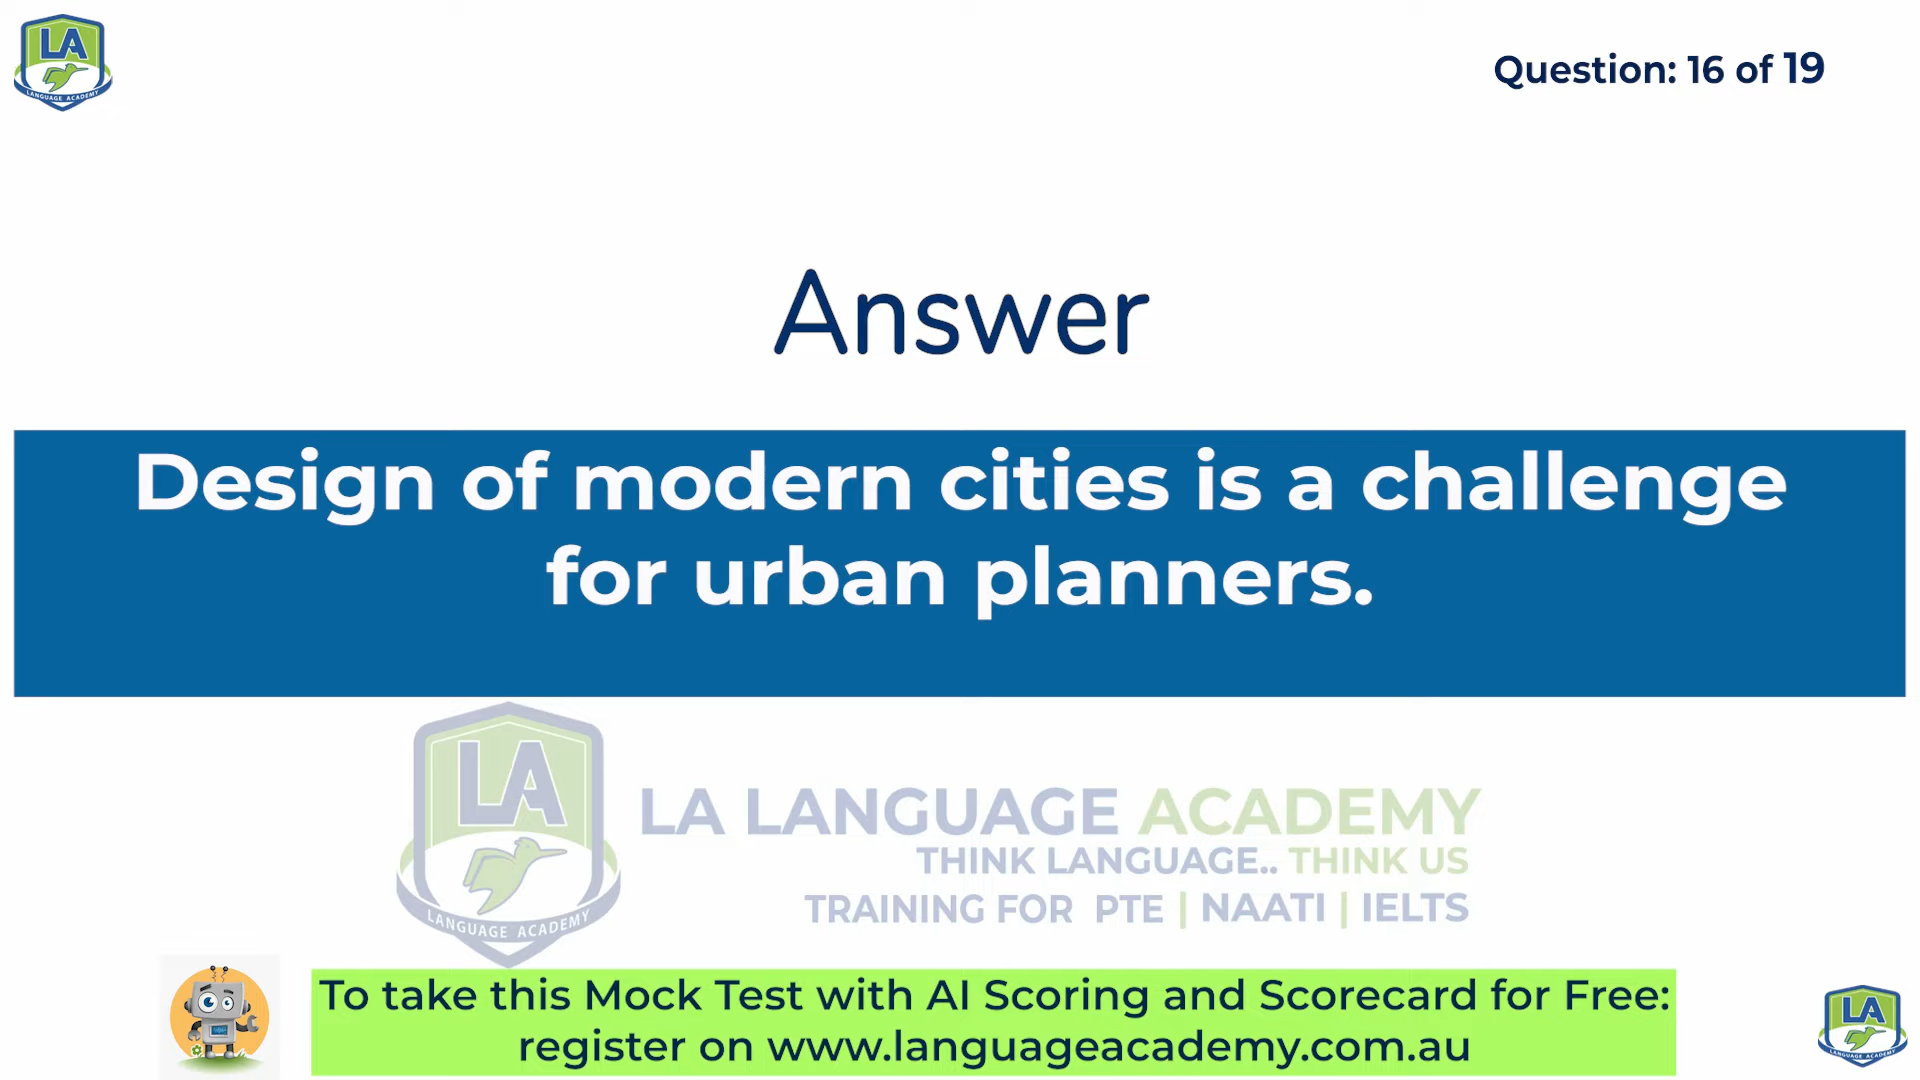 LA
LANGUAGE ACADEMY
Question: 16 of 19
Answer
Design of modern cities is a challenge
for urban planners.
LA
LANGUAGE ACADEMY
LA LANGUAGE ACADEMY
THINK LANGUAGE.. THINK US
TRAINING FOR PTE | NAATI | IELTS
To take this Mock Test with AI Scoring and Scorecard for Free:
register on www.languageacademy.com.au
LA
LANGUAGE ACADEMY